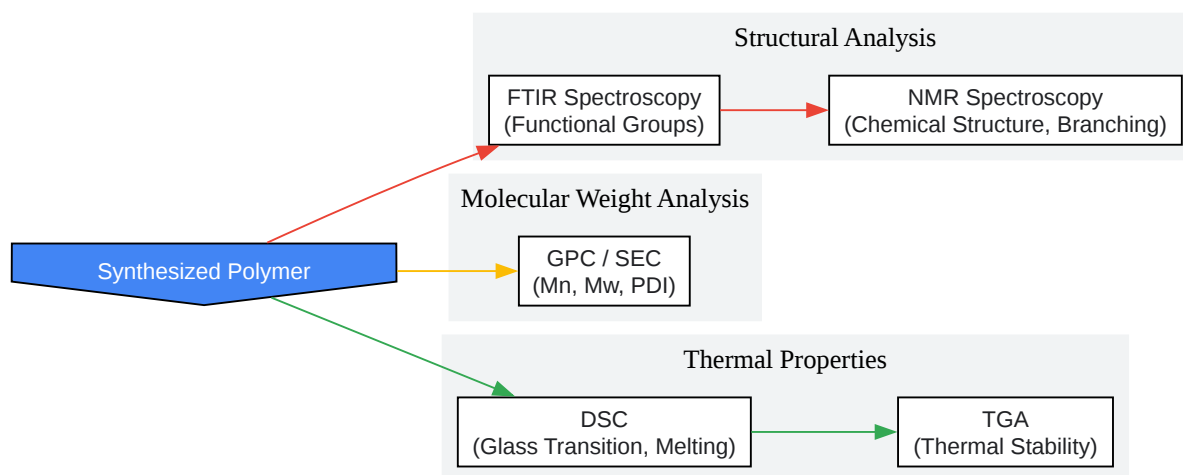 Structural Analysis
FTIR Spectroscopy
(Functional Groups)
NMR Spectroscopy
(Chemical Structure, Branching)
Molecular Weight Analysis
Synthesized Polymer
GPC / SEC
(Mn, Mw, PDI)
Thermal Properties
DSC
(Glass Transition, Melting)
TGA
(Thermal Stability)